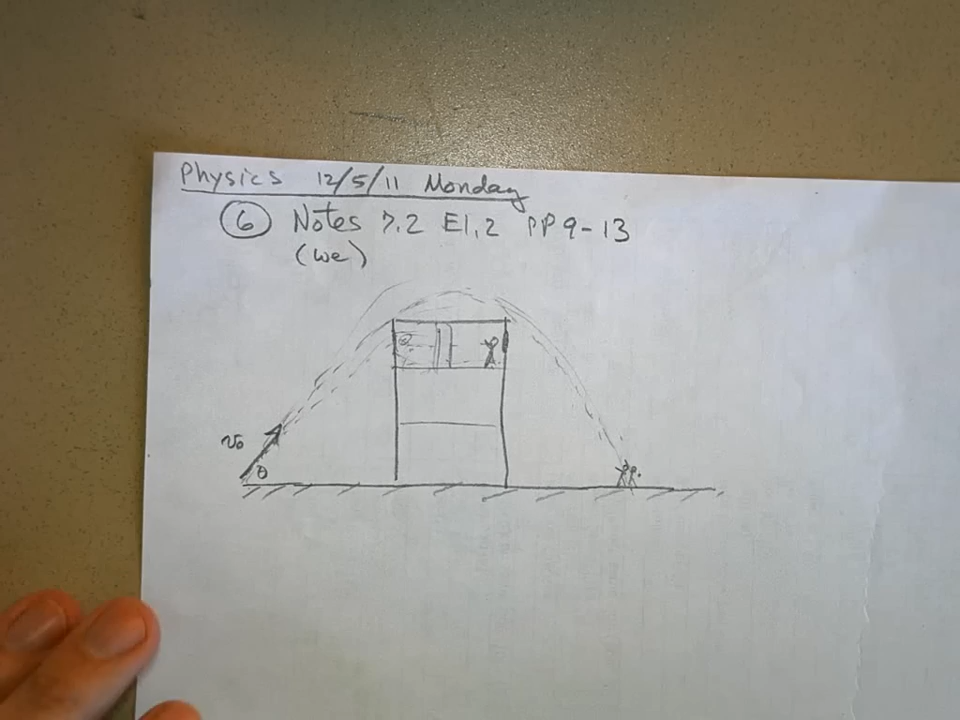 Physics 12/5/11 Monday
6 Notes 7.2 E1,2 PP 9-13
(we)
v₀
θ